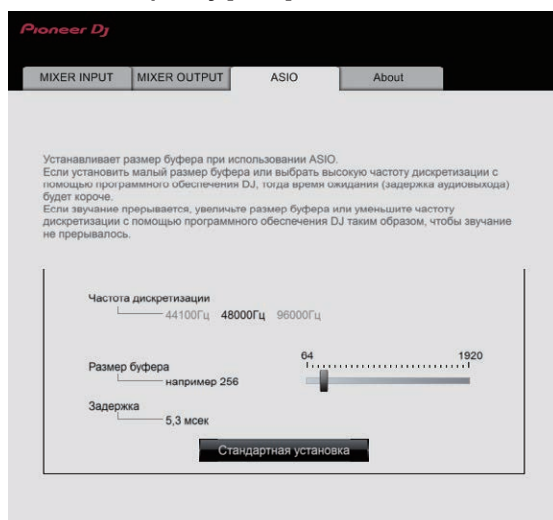 Pioneer Dj
MIXER INPUT MIXER OUTPUT ASIO About
Устанавливает размер буфера при использовании ASIO.
Если установить малый размер буфера или выбрать высокую частоту дискретизации с
помощью программного обеспечения DJ, тогда время ожидания (задержка аудиовыхода)
будет короче.
Если звучание прерывается, увеличьте размер буфера или уменьшите частоту
дискретизации с помощью программного обеспечения DJ таким образом, чтобы звучание
не прерывалось.
Частота дискретизации
44100Гц 48000Гц 96000Гц
64 1920
Размер буфера
например 256
Задержка
5,3 мсек
Стандартная установка